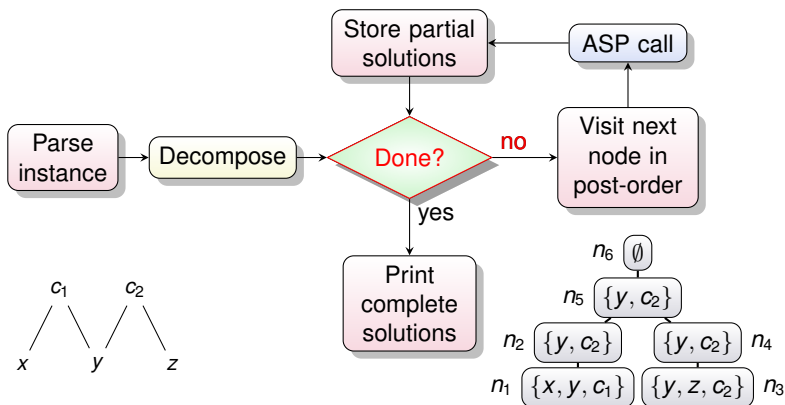 Store partial
solutions
ASP call
Parse
instance
Decompose
Done?
no
Visit next
node in
post-order
yes
Print
complete
solutions
c₁ c₂
x y z
n₆ ∅
n₅ {y, c₂}
n₂ {y, c₂} {y, c₂} n₄
n₁ {x, y, c₁} {y, z, c₂} n₃